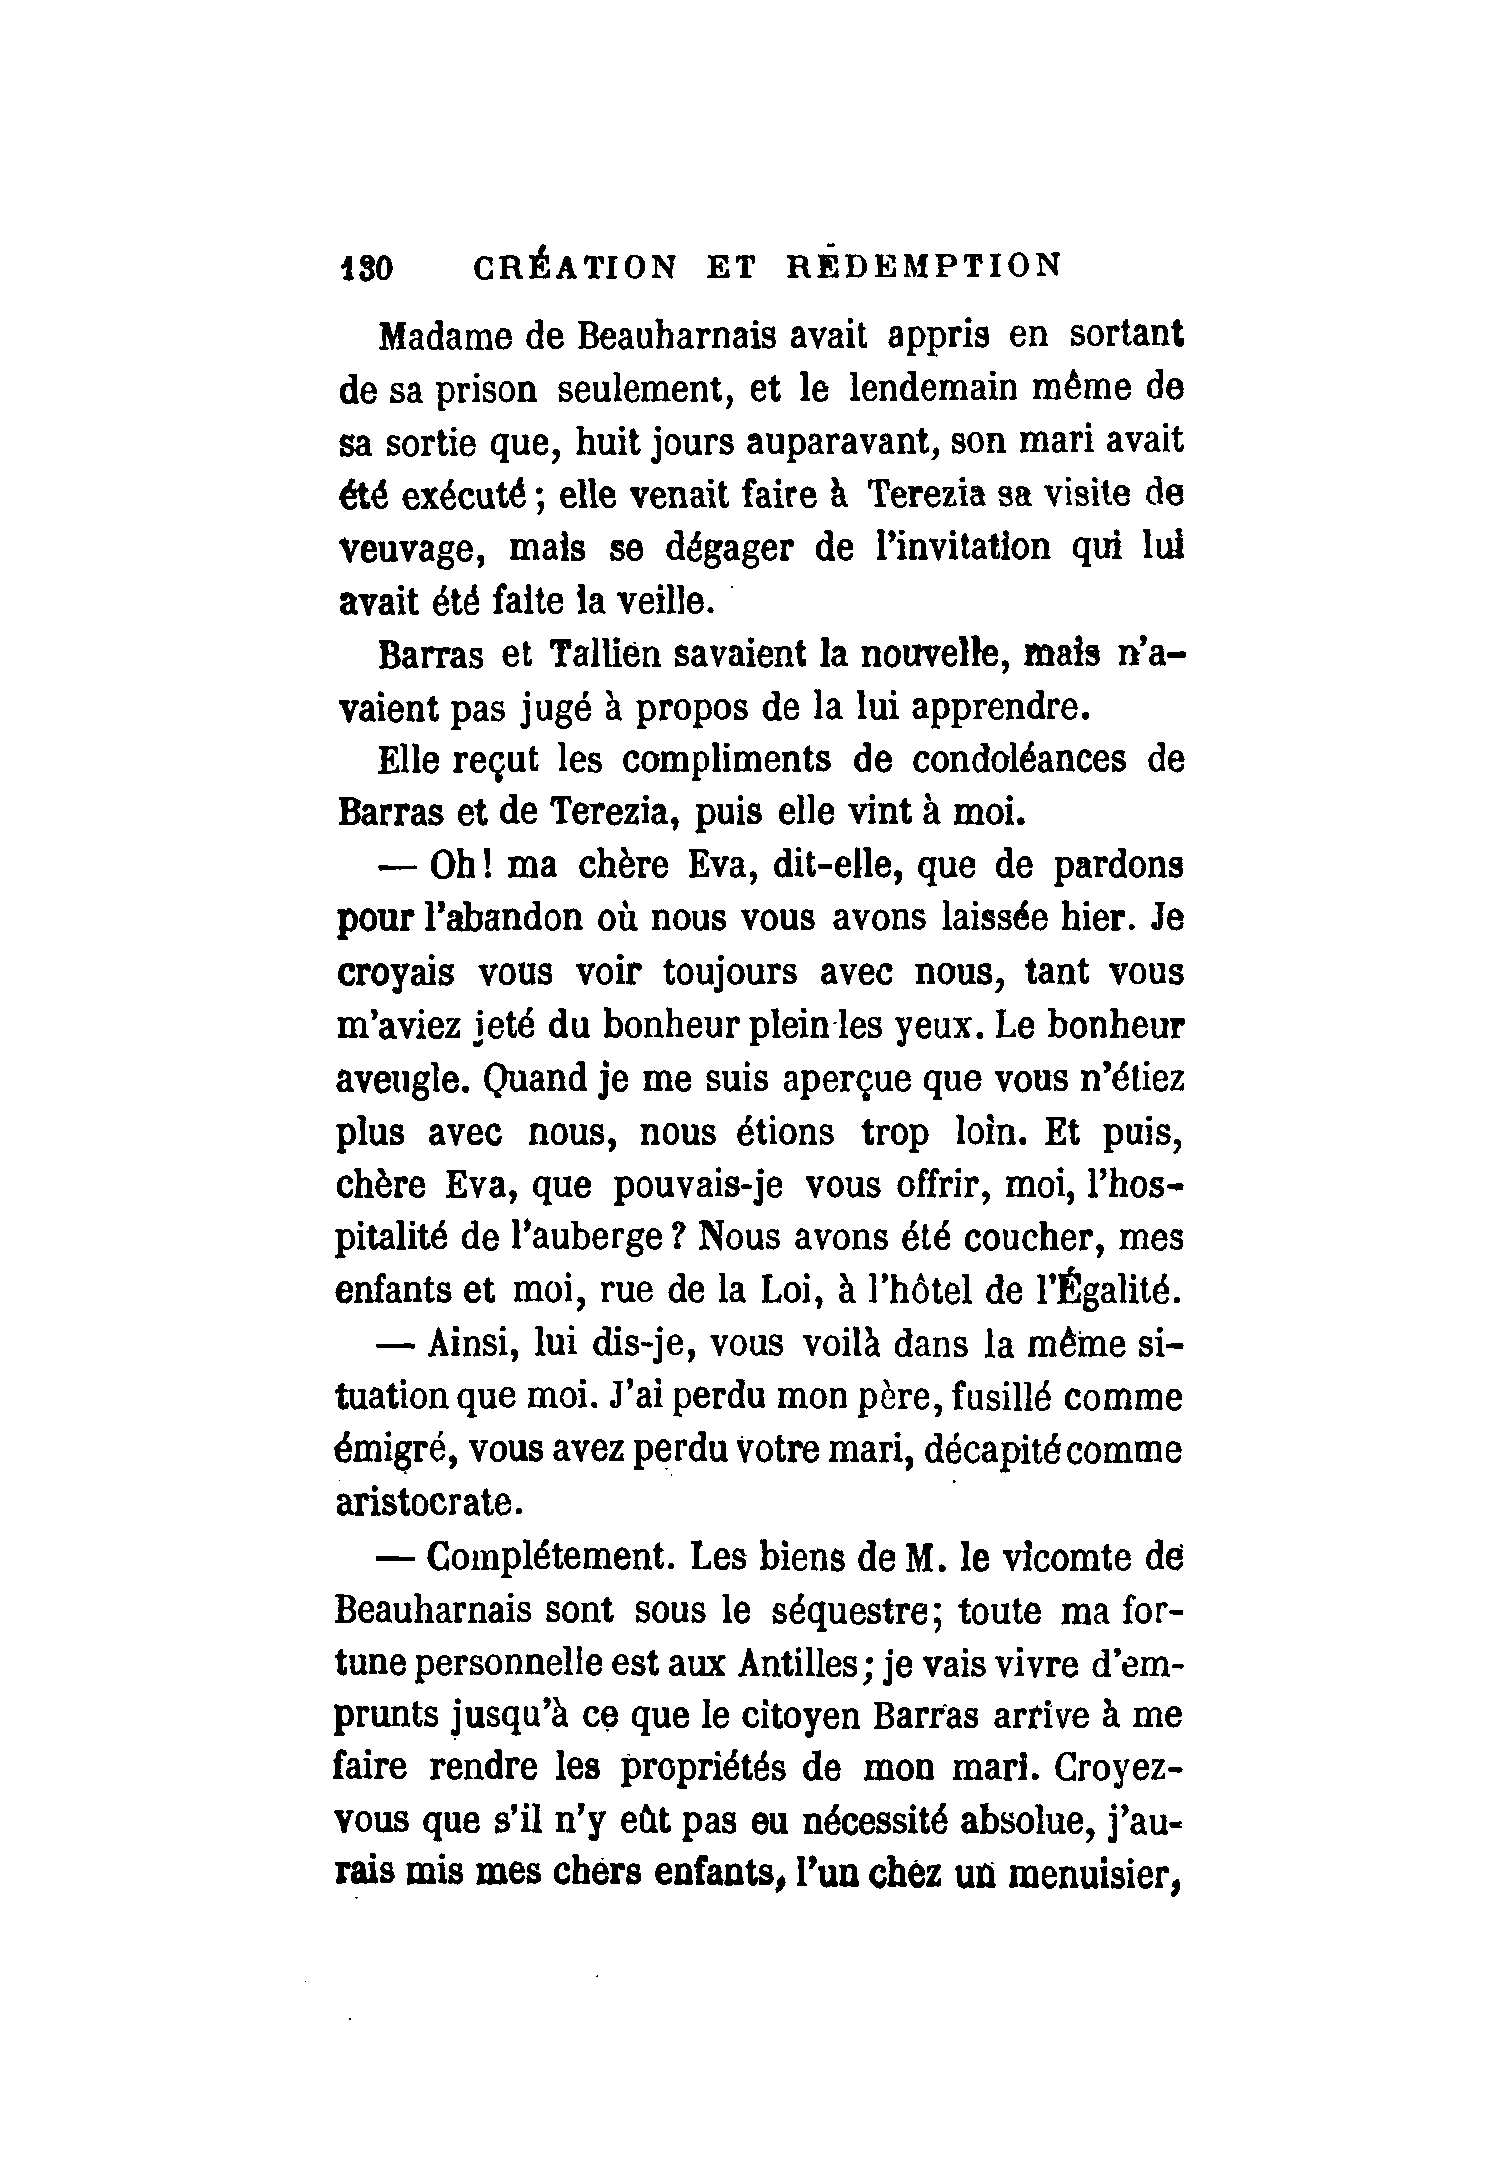 130 CRÉATION ET RÉDEMPTION
Madame de Beauharnais avait appris en sortant
de sa prison seulement, et le lendemain même de
sa sortie que, huit jours auparavant, son mari avait
été exécuté ; elle venait faire à Terezia sa visite de
veuvage, mais se dégager de l'invitation qui lui
avait été faite la veille.
Barras et Tallien savaient la nouvelle, mais n'a-
vaient pas jugé à propos de la lui apprendre.
Elle reçut les compliments de condoléances de
Barras et de Terezia, puis elle vint à moi.
— Oh! ma chère Eva, dit-elle, que de pardons
pour l'abandon où nous vous avons laissée hier. Je
croyais vous voir toujours avec nous, tant vous
m'aviez jeté du bonheur plein les yeux. Le bonheur
aveugle. Quand je me suis aperçue que vous n'étiez
plus avec nous, nous étions trop loin. Et puis,
chère Eva, que pouvais-je vous offrir, moi, l'hos-
pitalité de l'auberge ? Nous avons été coucher, mes
enfants et moi, rue de la Loi, à l'hôtel de l'Égalité.
— Ainsi, lui dis-je, vous voilà dans la même si-
tuation que moi. J'ai perdu mon père, fusillé comme
émigré, vous avez perdu votre mari, décapité comme
aristocrate.
— Complétement. Les biens de M. le vicomte de
Beauharnais sont sous le séquestre; toute ma for-
tune personnelle est aux Antilles; je vais vivre d'em-
prunts jusqu'à ce que le citoyen Barras arrive à me
faire rendre les propriétés de mon mari. Croyez-
vous que s'il n'y eût pas eu nécessité absolue, j'au-
rais mis mes chers enfants, l'un chez un menuisier,